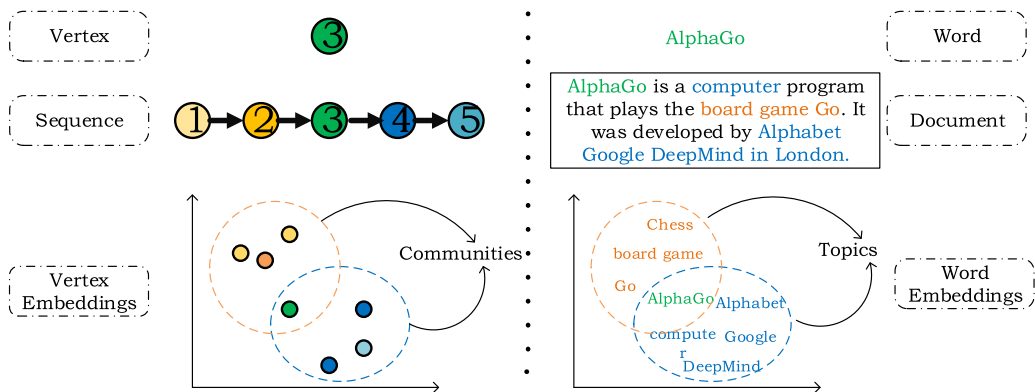 Vertex
3
AlphaGo
Word
Sequence
1 2 3 4 5
AlphaGo is a computer program
that plays the board game Go. It
was developed by Alphabet
Google DeepMind in London.
Document
Vertex
Embeddings
Communities
Chess
board game
Go
AlphaGo
Alphabet
compute
r
Google
DeepMind
Topics
Word
Embeddings